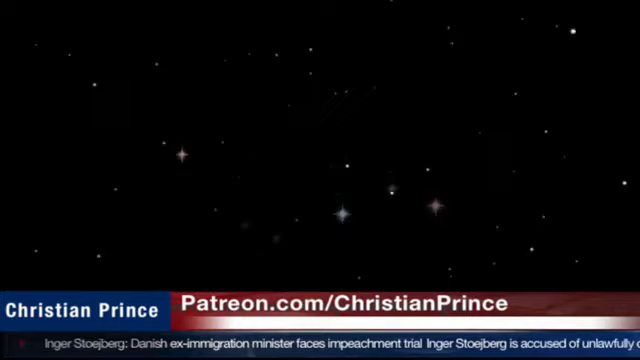 Christian Prince
Patreon.com/ChristianPrince
Inger Stoejberg: Danish ex-immigration minister faces impeachment trial Inger Stoejberg is accused of unlawfully